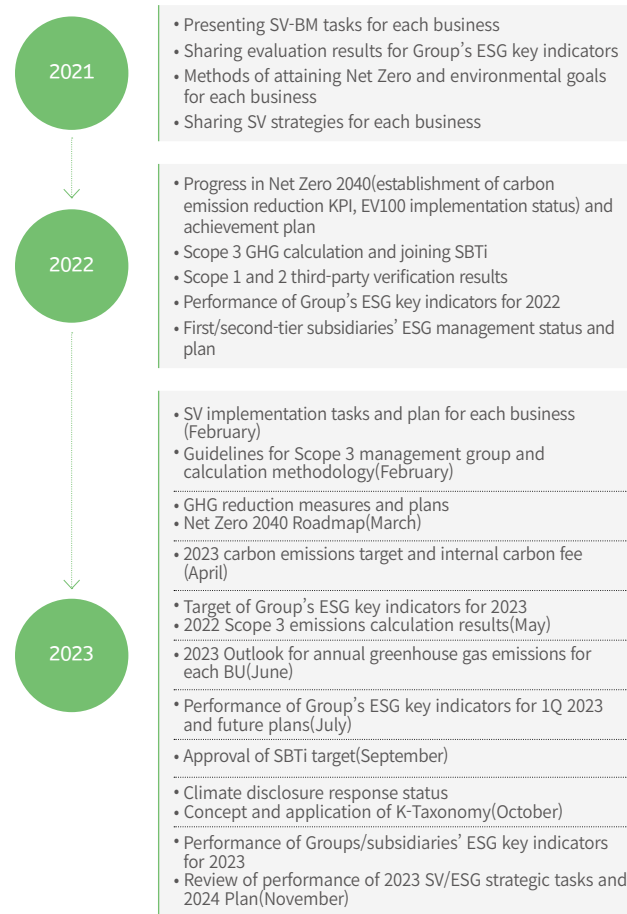 2021
• Presenting SV-BM tasks for each business
• Sharing evaluation results for Group’s ESG key indicators
• Methods of attaining Net Zero and environmental goals
for each business
• Sharing SV strategies for each business
2022
• Progress in Net Zero 2040(establishment of carbon
emission reduction KPI, EV100 implementation status) and
achievement plan
• Scope 3 GHG calculation and joining SBTi
• Scope 1 and 2 third-party verification results
• Performance of Group’s ESG key indicators for 2022
• First/second-tier subsidiaries’ ESG management status and
plan
2023
• SV implementation tasks and plan for each business
(February)
• Guidelines for Scope 3 management group and
calculation methodology(February)
• GHG reduction measures and plans
• Net Zero 2040 Roadmap(March)
• 2023 carbon emissions target and internal carbon fee
(April)
• Target of Group’s ESG key indicators for 2023
• 2022 Scope 3 emissions calculation results(May)
• 2023 Outlook for annual greenhouse gas emissions for
each BU(June)
• Performance of Group’s ESG key indicators for 1Q 2023
and future plans(July)
• Approval of SBTi target(September)
• Climate disclosure response status
• Concept and application of K-Taxonomy(October)
• Performance of Groups/subsidiaries’ ESG key indicators
for 2023
• Review of performance of 2023 SV/ESG strategic tasks and
2024 Plan(November)